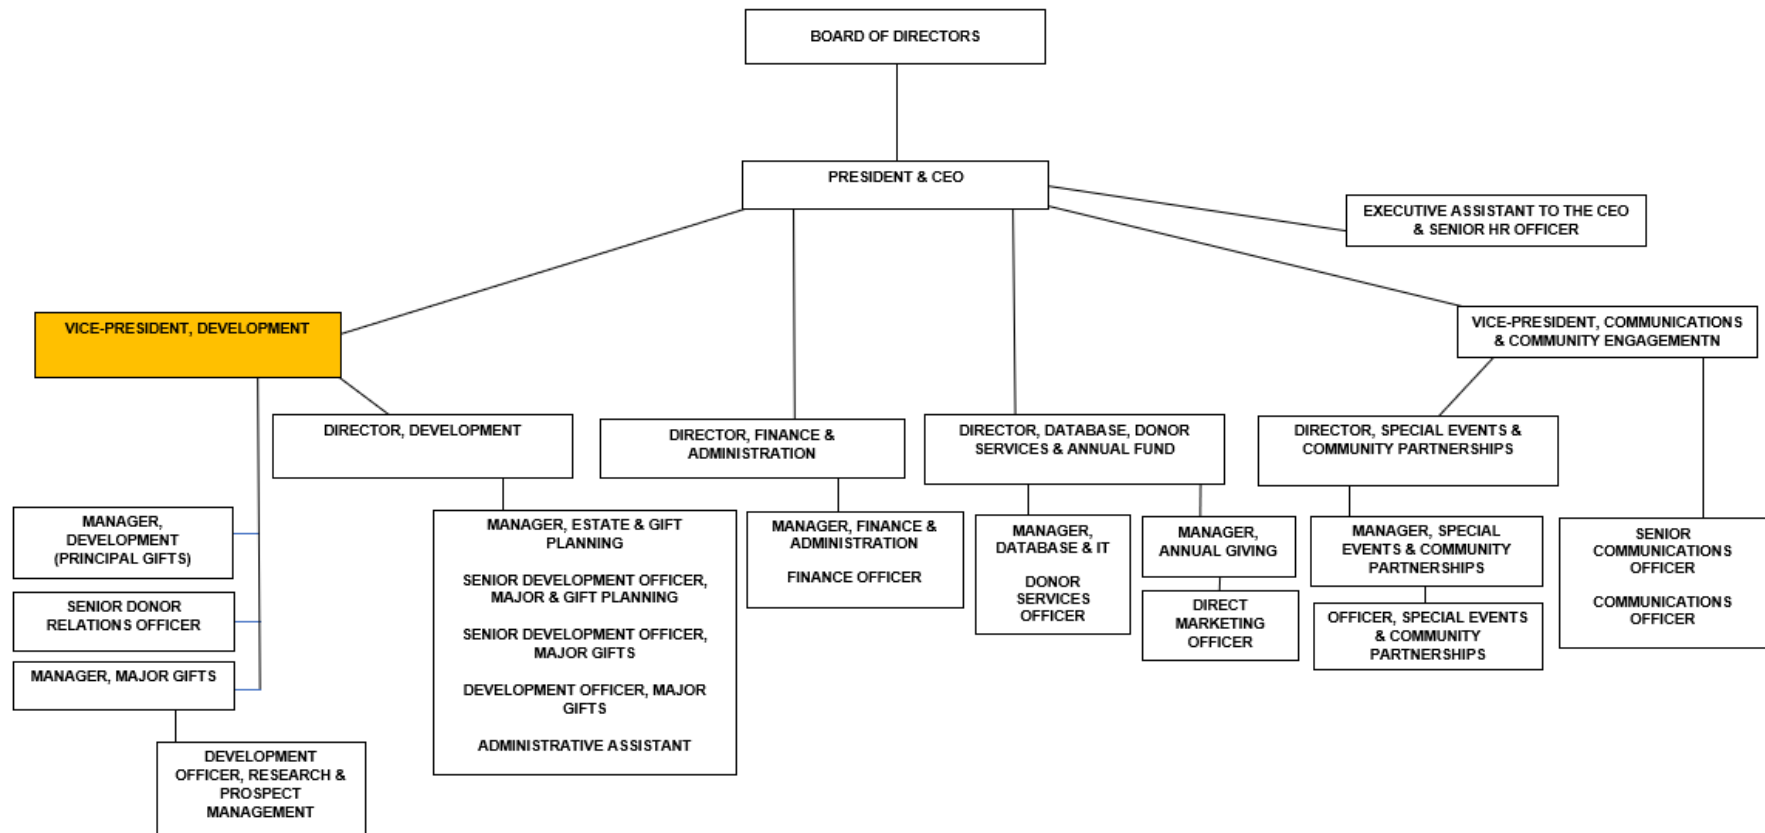 BOARD OF DIRECTORS
PRESIDENT & CEO
EXECUTIVE ASSISTANT TO THE CEO
& SENIOR HR OFFICER
VICE-PRESIDENT, DEVELOPMENT
VICE-PRESIDENT, COMMUNICATIONS
& COMMUNITY ENGAGEMENTN
DIRECTOR, DEVELOPMENT
DIRECTOR, FINANCE &
ADMINISTRATION
DIRECTOR, DATABASE, DONOR
SERVICES & ANNUAL FUND
DIRECTOR, SPECIAL EVENTS &
COMMUNITY PARTNERSHIPS
MANAGER,
DEVELOPMENT
(PRINCIPAL GIFTS)
SENIOR DONOR
RELATIONS OFFICER
MANAGER, MAJOR GIFTS
DEVELOPMENT
OFFICER, RESEARCH &
PROSPECT
MANAGEMENT
MANAGER, ESTATE & GIFT
PLANNING
SENIOR DEVELOPMENT OFFICER,
MAJOR & GIFT PLANNING
SENIOR DEVELOPMENT OFFICER,
MAJOR GIFTS
DEVELOPMENT OFFICER, MAJOR
GIFTS
ADMINISTRATIVE ASSISTANT
MANAGER, FINANCE &
ADMINISTRATION
FINANCE OFFICER
MANAGER,
DATABASE & IT
DONOR
SERVICES
OFFICER
MANAGER,
ANNUAL GIVING
DIRECT
MARKETING
OFFICER
MANAGER, SPECIAL
EVENTS & COMMUNITY
PARTNERSHIPS
OFFICER, SPECIAL EVENTS
& COMMUNITY
PARTNERSHIPS
SENIOR
COMMUNICATIONS
OFFICER
COMMUNICATIONS
OFFICER